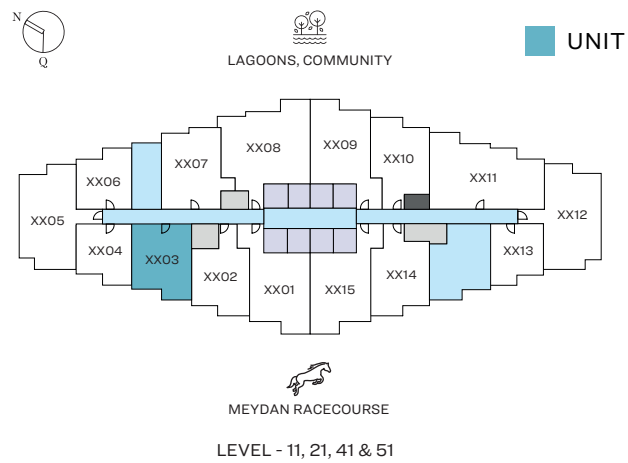 N
Q
LAGOONS, COMMUNITY
UNIT
XX08
XX09
XX07
XX10
XX06
XX11
XX05
XX12
XX04
XX03
XX02
XX01
XX15
XX14
XX13
MEYDAN RACECOURSE
LEVEL - 11, 21, 41 & 51